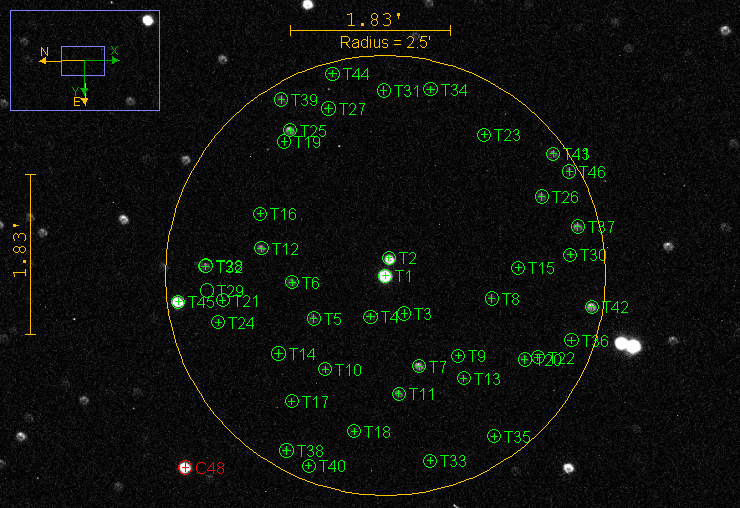 1.83'
Radius = 2.5'
N X
Y
E
T44
T39 T31 T34
T27
T25
T19 T23
T43
T46
T26
T16
T37
T12
T2 T30
T32 T15
T1
T6
T29
T45 T21 T8
T42
T24 T5 T4 T3
T36
T14 T9
T10 T7 T20 T22
T13
T17 T11
T18
T35
T38
T40 T33
C48
1.83'